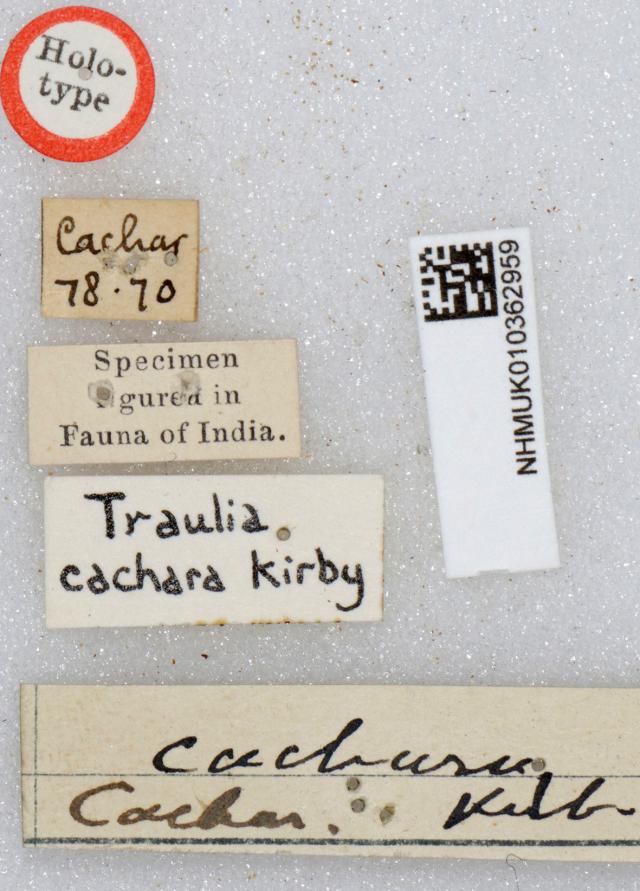 Holo-
type
Cachar
78.70
Specimen
figured in
Fauna of India.
Traulia
cachara kirby
NHMUK010362959
cachara
Cachar. Kirb.